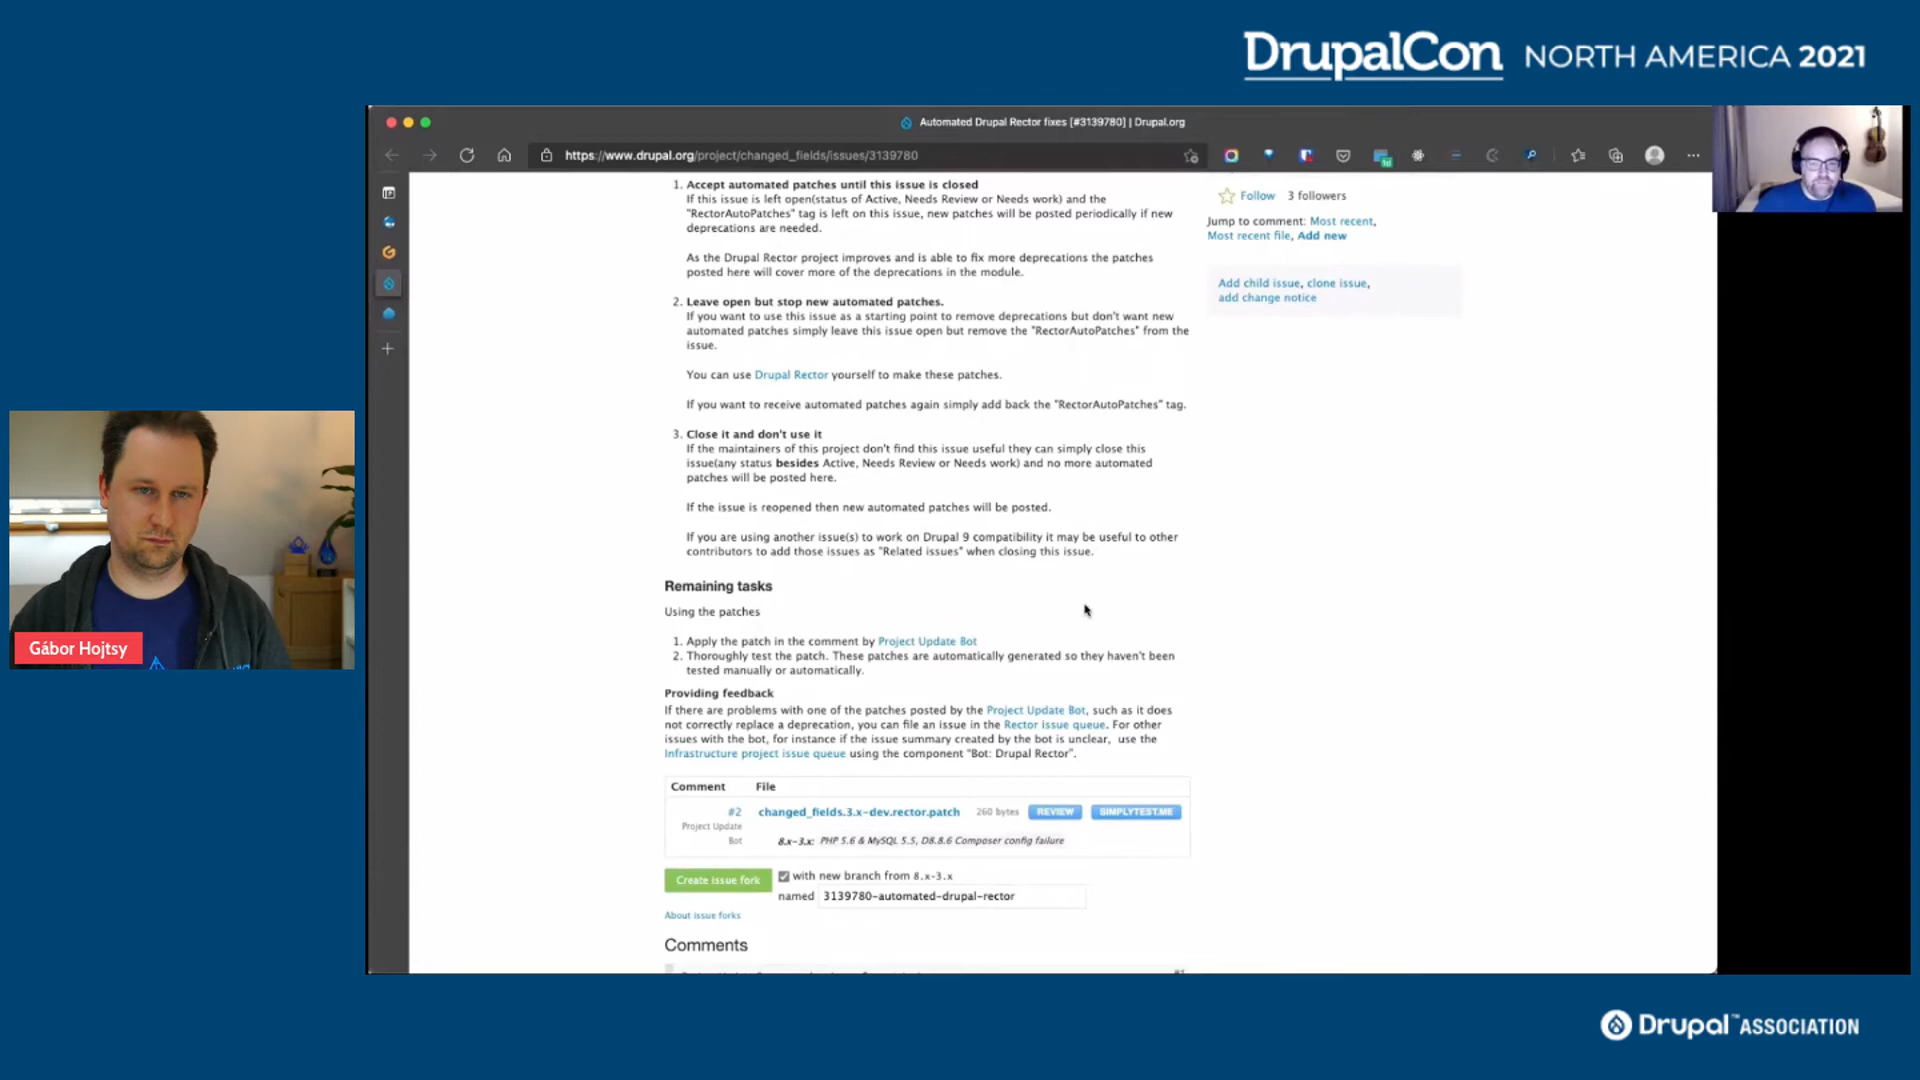 DrupalCon NORTH AMERICA 2021
Automated Drupal Rector fixes [#3139780] | Drupal.org
https://www.drupal.org/project/changed_fields/issues/3139780
1. Accept automated patches until this issue is closed
If this issue is left open(status of Active, Needs Review or Needs work) and the
"RectorAutoPatches" tag is left on this issue, new patches will be posted periodically if new
deprecations are needed.
As the Drupal Rector project improves and is able to fix more deprecations the patches
posted here will cover more of the deprecations in the module.
2. Leave open but stop new automated patches.
If you want to use this issue as a starting point to remove deprecations but don't want new
automated patches simply leave this issue open but remove the "RectorAutoPatches" from the
issue.
You can use Drupal Rector yourself to make these patches.
If you want to receive automated patches again simply add back the "RectorAutoPatches" tag.
3. Close it and don't use it
If the maintainers of this project don't find this issue useful they can simply close this
issue(any status besides Active, Needs Review or Needs work) and no more automated
patches will be posted here.
If the issue is reopened then new automated patches will be posted.
If you are using another issue(s) to work on Drupal 9 compatibility it may be useful to other
contributors to add those issues as "Related issues" when closing this issue.
Remaining tasks
Using the patches
1. Apply the patch in the comment by Project Update Bot
2. Thoroughly test the patch. These patches are automatically generated so they haven't been
tested manually or automatically.
Providing feedback
If there are problems with one of the patches posted by the Project Update Bot, such as it does
not correctly replace a deprecation, you can file an issue in the Rector issue queue. For other
issues with the bot, for instance if the issue summary created by the bot is unclear, use the
Infrastructure project issue queue using the component "Bot: Drupal Rector".
Comment File
#2 changed_fields.3.x-dev.rector.patch 260 bytes REVIEW SIMPLYTEST.ME
Project Update
Bot
8.x-3.x: PHP 5.6 & MySQL 5.5, D8.8.6 Composer config failure
Create issue fork with new branch from 8.x-3.x
named 3139780-automated-drupal-rector
About issue forks
Comments
Follow 3 followers
Jump to comment: Most recent,
Most recent file, Add new
Add child issue, clone issue,
add change notice
Gábor Hojtsy
Drupal™ ASSOCIATION